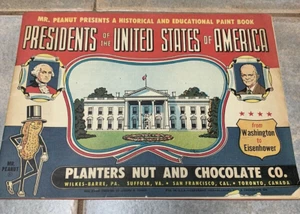 MR. PEANUT PRESENTS A HISTORICAL AND EDUCATIONAL PAINT BOOK
PRESIDENTS OF THE UNITED STATES OF AMERICA
from
Washington
to
Eisenhower
MR.
PEANUT
PLANTERS NUT AND CHOCOLATE CO.
WILKES-BARRE, PA. SUFFOLK, VA. • SAN FRANCISCO, CAL. • TORONTO, CANADA